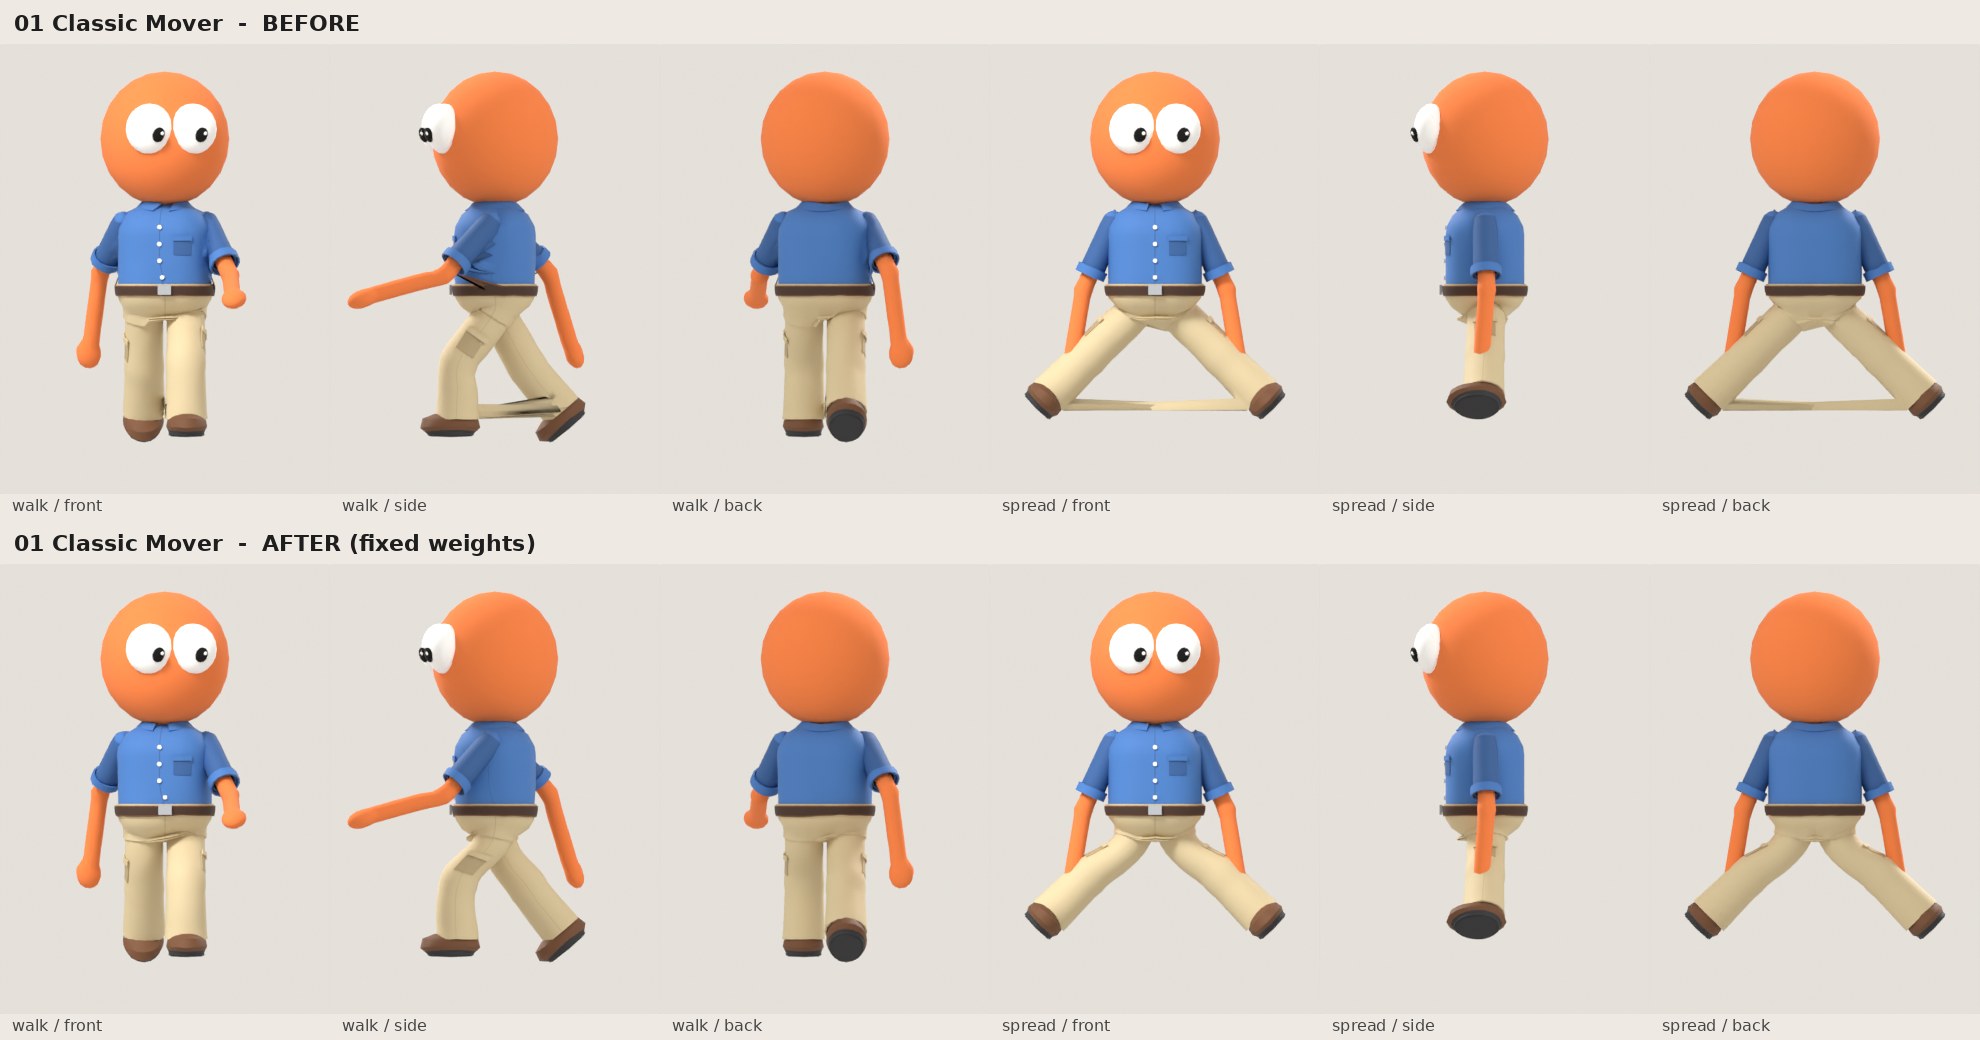 01 Classic Mover - BEFORE
walk / front
walk / side
walk / back
spread / front
spread / side
spread / back
01 Classic Mover - AFTER (fixed weights)
walk / front
walk / side
walk / back
spread / front
spread / side
spread / back